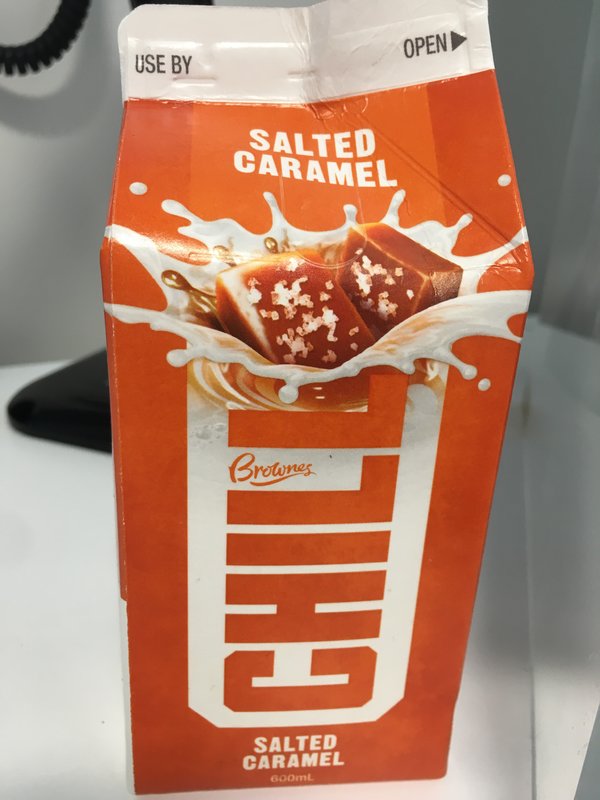 USE BY
OPEN
SALTED
CARAMEL
Brownes
CHILL
SALTED
CARAMEL
600mL